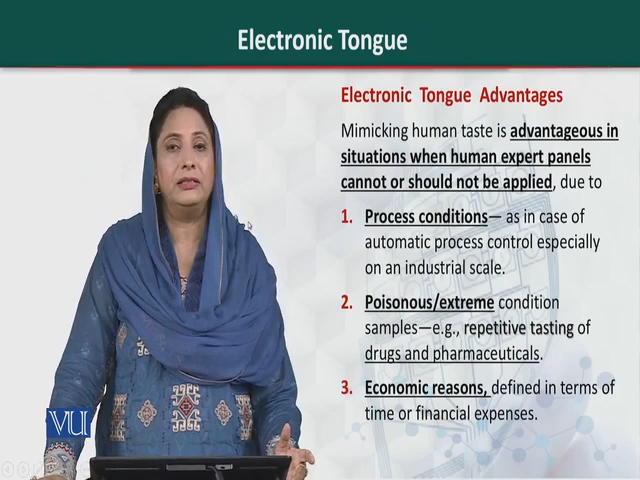 Electronic Tongue
Electronic Tongue Advantages
Mimicking human taste is advantageous in
situations when human expert panels
cannot or should not be applied, due to
1. Process conditions— as in case of
automatic process control especially
on an industrial scale.
2. Poisonous/extreme condition
samples—e.g., repetitive tasting of
drugs and pharmaceuticals.
3. Economic reasons, defined in terms of
time or financial expenses.
VU